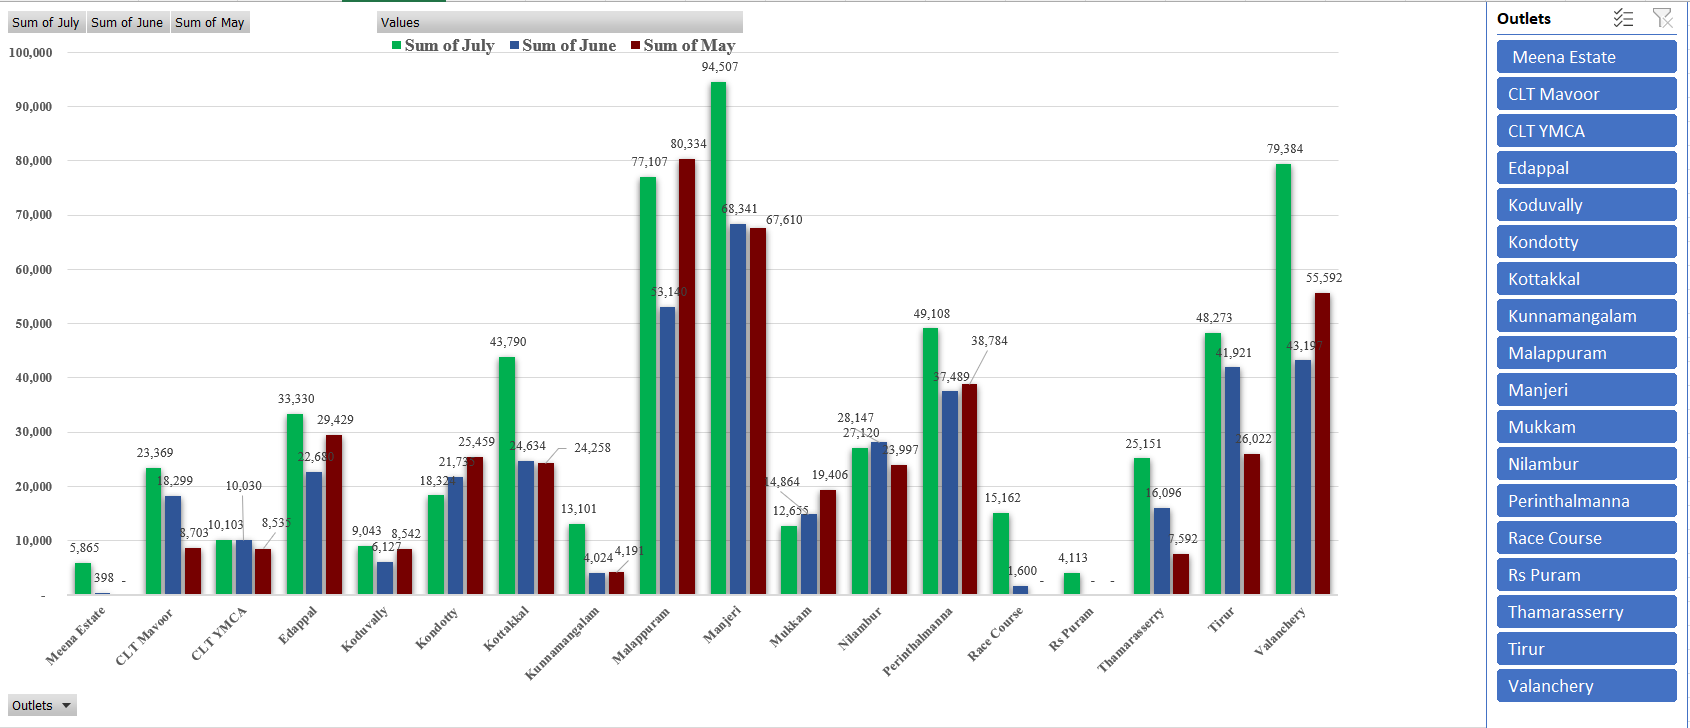 Sum of July Sum of June Sum of May
Values
Sum of July Sum of June Sum of May
100,000
90,000
80,000
70,000
60,000
50,000
40,000
30,000
20,000
10,000
-
5,865
398
-
23,369
18,299
8,703
10,103
10,030
8,535
33,330
22,680
29,429
9,043
6,127
8,542
18,324
21,735
25,459
43,790
24,634
24,258
13,101
4,024
4,191
77,107
53,140
80,334
94,507
68,341
67,610
12,655
14,864
19,406
27,120
28,147
23,997
49,108
37,489
38,784
15,162
1,600
-
4,113
-
-
25,151
16,096
7,592
48,273
41,921
26,022
79,384
43,197
55,592
Meena Estate
CLT Mavoor
CLT YMCA
Edappal
Koduvally
Kondotty
Kottakkal
Kunnamangalam
Malappuram
Manjeri
Mukkam
Nilambur
Perinthalmanna
Race Course
Rs Puram
Thamarasserry
Tirur
Valanchery
Outlets
Outlets
Meena Estate
CLT Mavoor
CLT YMCA
Edappal
Koduvally
Kondotty
Kottakkal
Kunnamangalam
Malappuram
Manjeri
Mukkam
Nilambur
Perinthalmanna
Race Course
Rs Puram
Thamarasserry
Tirur
Valanchery